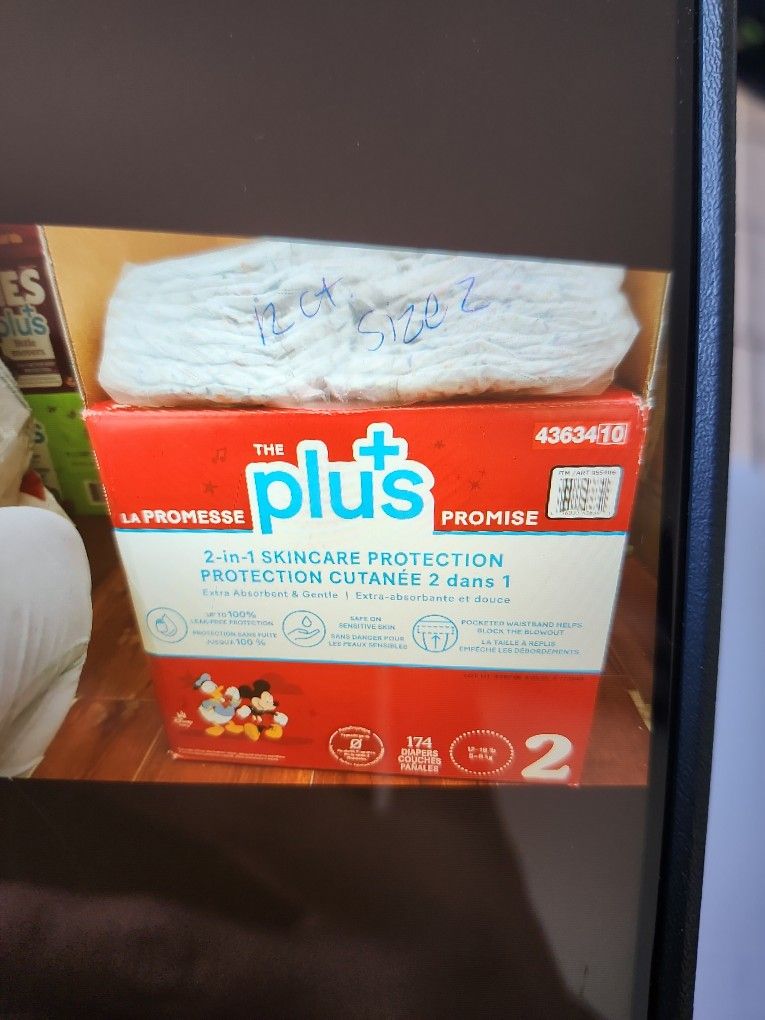 ES
plus
little
movers
12 ct.
size 2
43634 10
THE
plus
LA PROMESSE
PROMISE
2-in-1 SKINCARE PROTECTION
PROTECTION CUTANÉE 2 dans 1
Extra Absorbent & Gentle | Extra-absorbante et douce
UP TO 100%
LEAK-FREE PROTECTION
PROTECTION SANS FUITE
JUSQU'À 100 %
SAFE ON
SENSITIVE SKIN
SANS DANGER POUR
LES PEAUX SENSIBLES
POCKETED WAISTBAND HELPS
BLOCK THE BLOWOUT
LA TAILLE À REPLIS
EMPÊCHE LES DÉBORDEMENTS
174
DIAPERS
COUCHES
PAÑALES
2